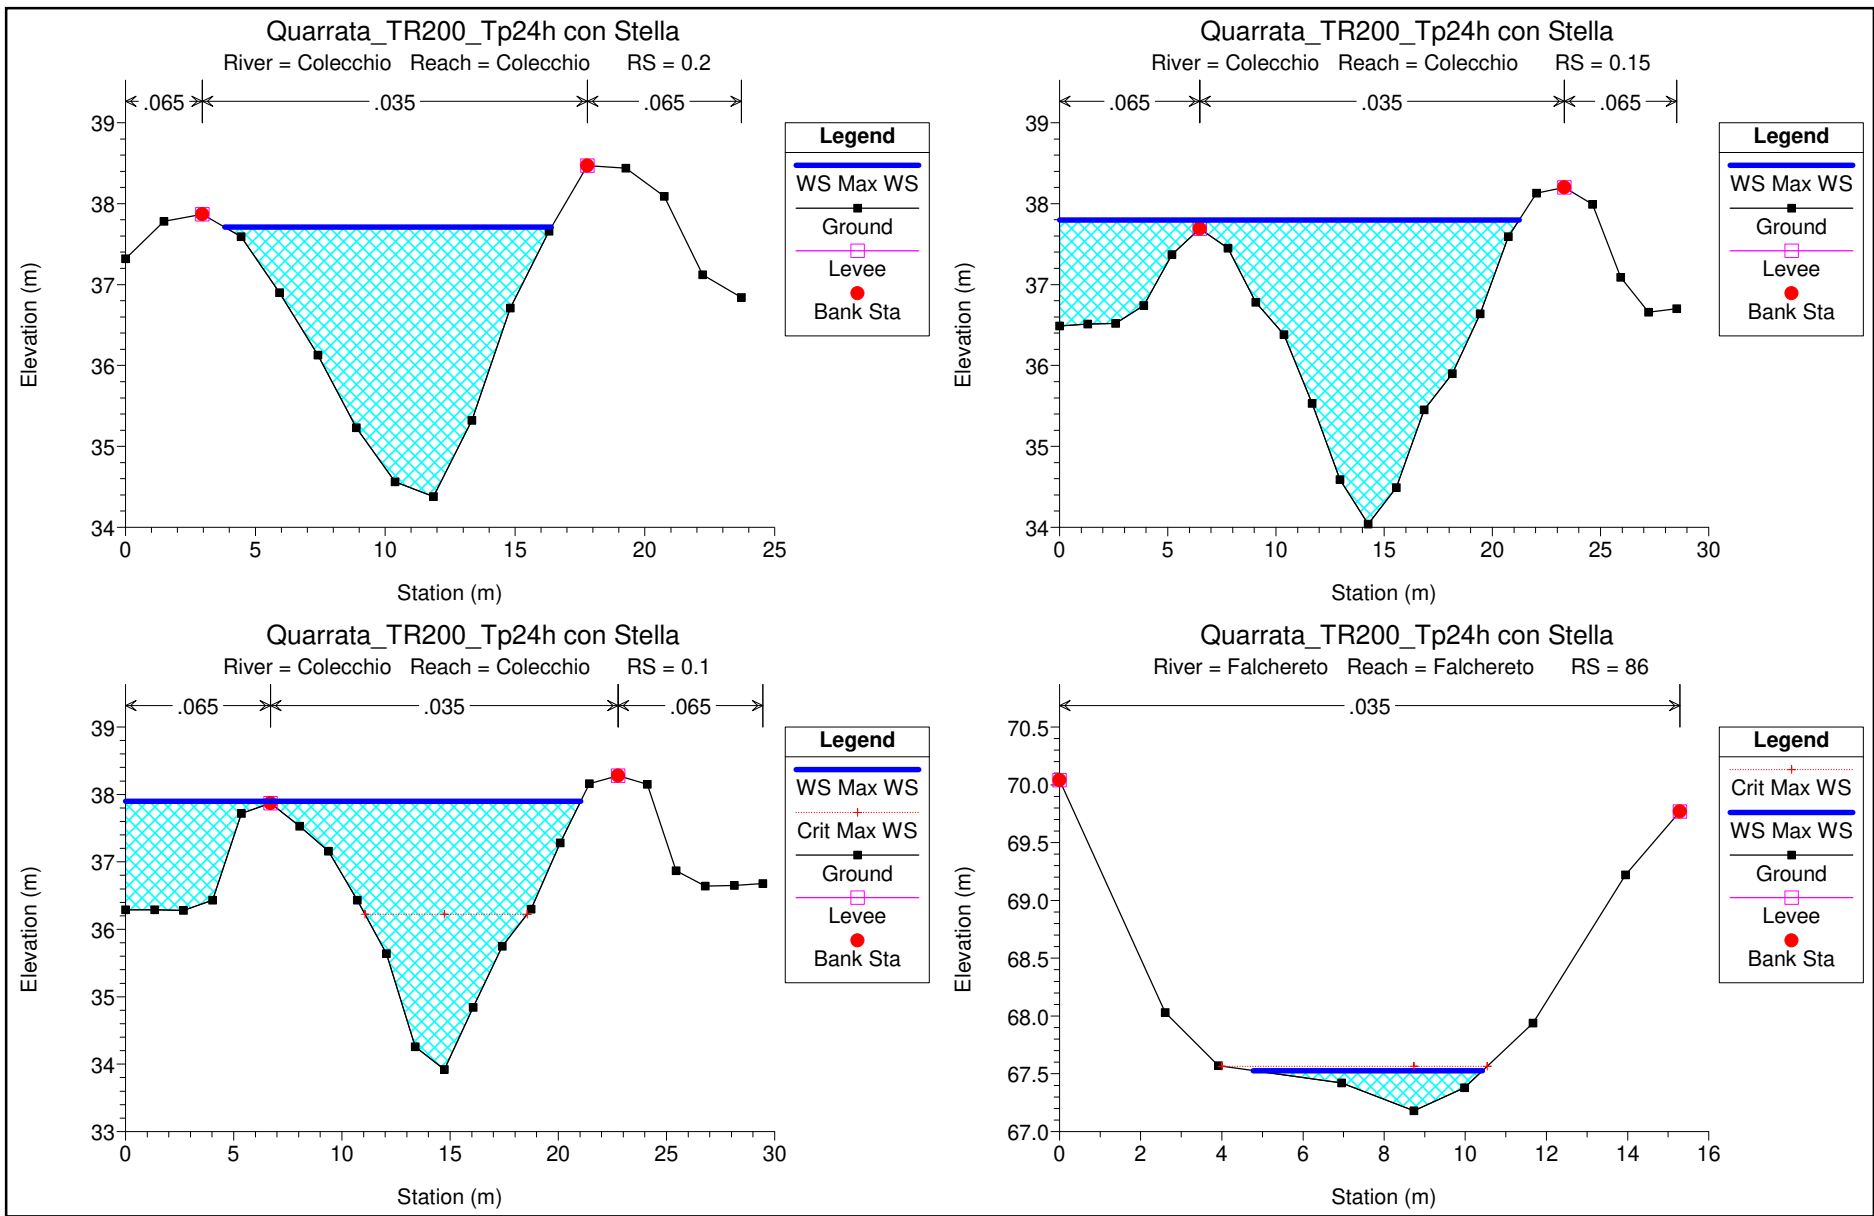 Quarrata_TR200_Tp24h con Stella
River = Colecchio Reach = Colecchio RS = 0.2
.065 .035 .065
39
38
37
36
35
34
0 5 10 15 20 25
Elevation (m)
Station (m)
Legend
WS Max WS
Ground
Levee
Bank Sta
Quarrata_TR200_Tp24h con Stella
River = Colecchio Reach = Colecchio RS = 0.15
.065 .035 .065
39
38
37
36
35
34
0 5 10 15 20 25 30
Elevation (m)
Station (m)
Legend
WS Max WS
Ground
Levee
Bank Sta
Quarrata_TR200_Tp24h con Stella
River = Colecchio Reach = Colecchio RS = 0.1
.065 .035 .065
39
38
37
36
35
34
33
0 5 10 15 20 25 30
Elevation (m)
Station (m)
Legend
WS Max WS
Crit Max WS
Ground
Levee
Bank Sta
Quarrata_TR200_Tp24h con Stella
River = Falchereto Reach = Falchereto RS = 86
.035
70.5
70.0
69.5
69.0
68.5
68.0
67.5
67.0
0 2 4 6 8 10 12 14 16
Elevation (m)
Station (m)
Legend
Crit Max WS
WS Max WS
Ground
Levee
Bank Sta